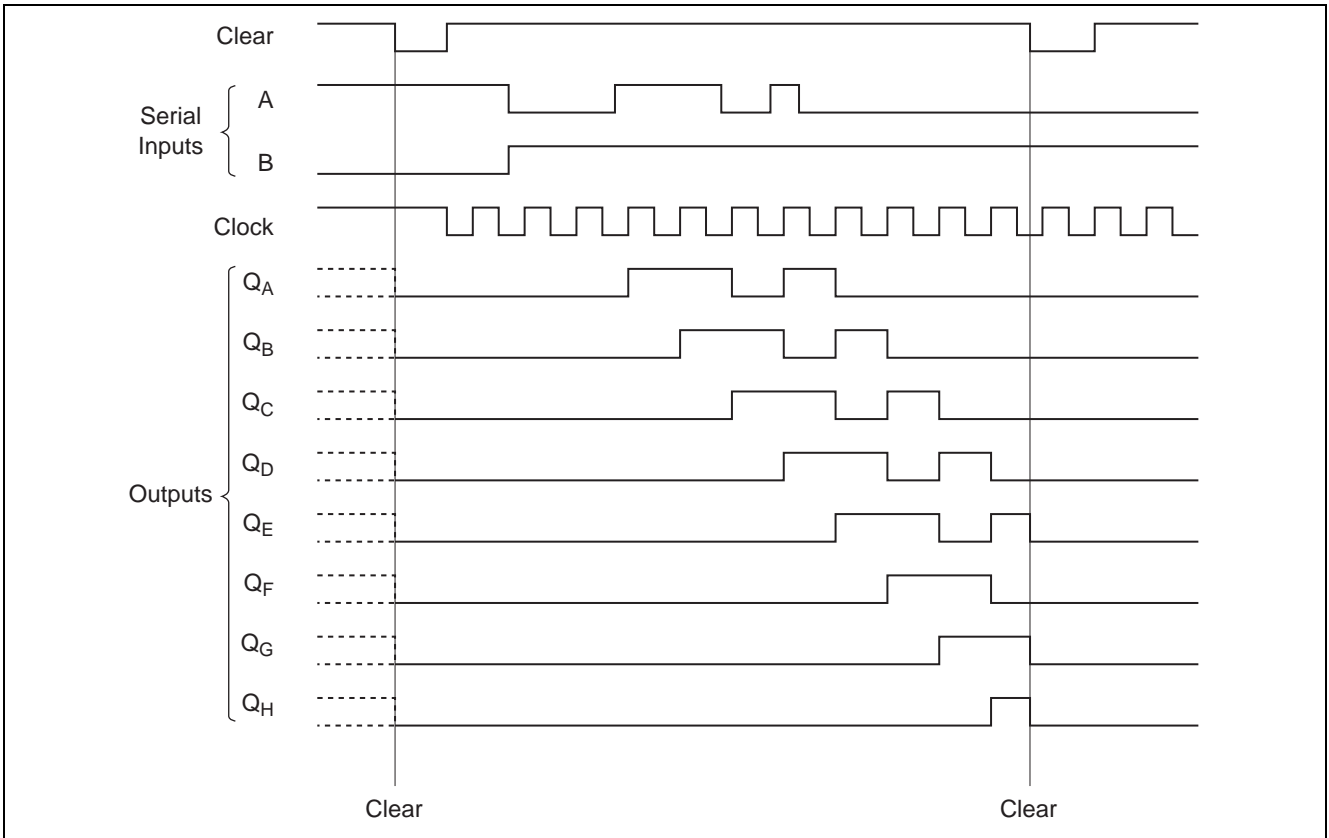 Clear
Serial
Inputs
A
B
Clock
Outputs
QA
QB
QC
QD
QE
QF
QG
QH
Clear
Clear